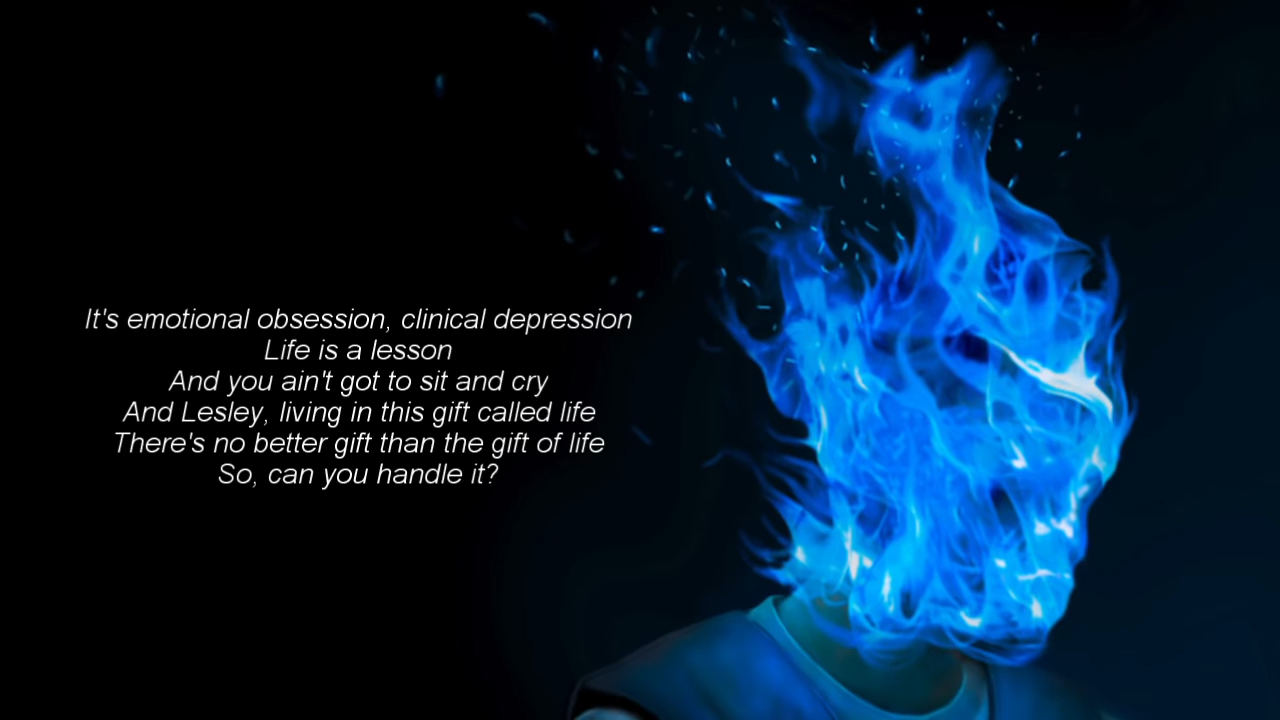 It's emotional obsession, clinical depression
Life is a lesson
And you ain't got to sit and cry
And Lesley, living in this gift called life
There's no better gift than the gift of life
So, can you handle it?